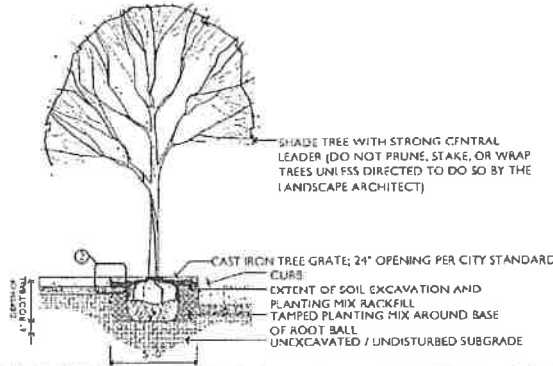 SHADE TREE WITH STRONG CENTRAL
LEADER (DO NOT PRUNE, STAKE, OR WRAP
TREES UNLESS DIRECTED TO DO SO BY THE
LANDSCAPE ARCHITECT)
2
CAST IRON TREE GRATE; 24" OPENING PER CITY STANDARD
CURB
EXTENT OF SOIL EXCAVATION AND
PLANTING MIX BACKFILL
TAMPED PLANTING MIX AROUND BASE
OF ROOT BALL
UNEXCAVATED / UNDISTURBED SUBGRADE
ROOTBALL
5'-0"